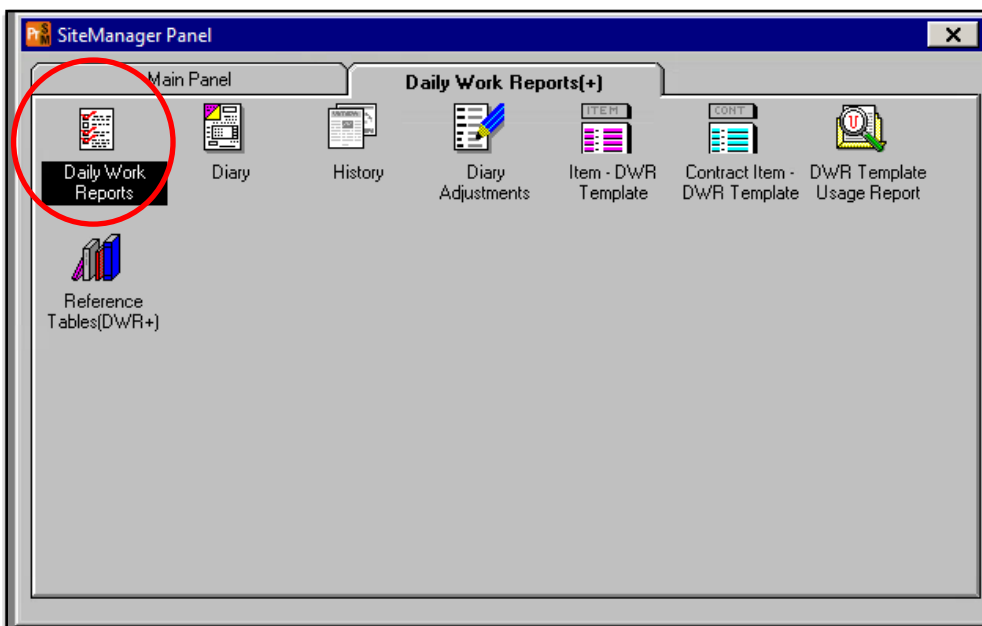 SiteManager Panel
Main Panel
Daily Work Reports(+)
ITEM
CONT
Daily Work
Reports
Diary
History
Diary
Adjustments
Item - DWR
Template
Contract Item -
DWR Template
DWR Template
Usage Report
Reference
Tables(DWR+)